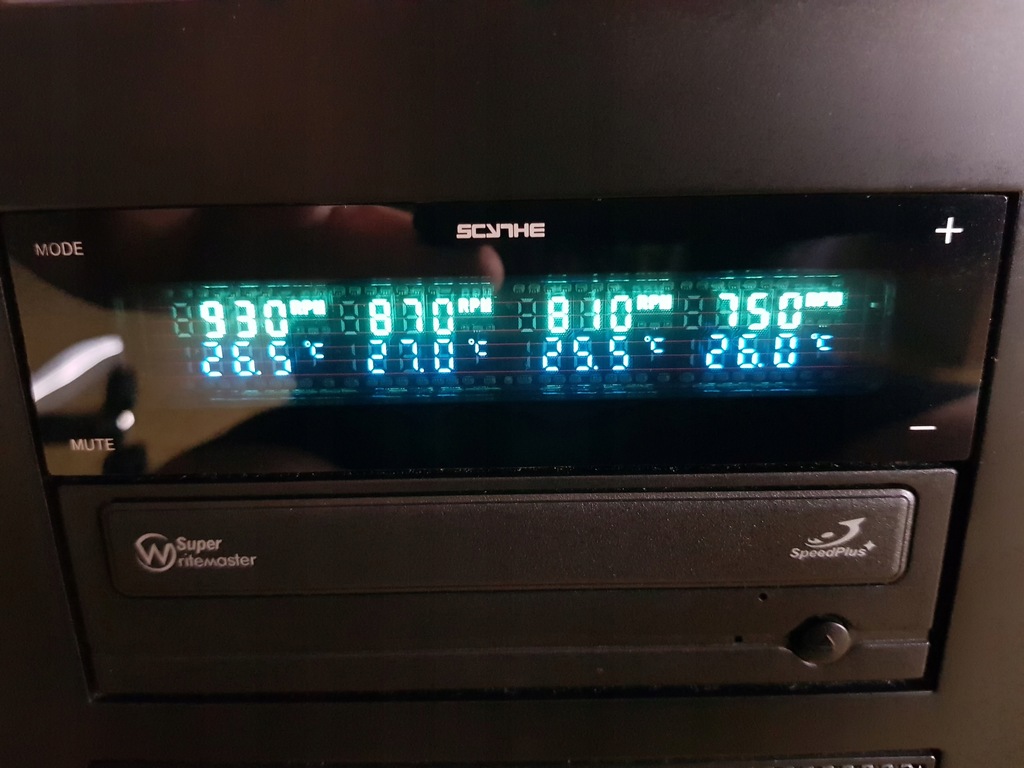 SCYTHE
+
MODE
930 RPM 870 RPM 810 RPM 750 RPM
26.5 °C 27.0 °C 25.5 °C 26.0 °C
MUTE
−
Super
Writemaster
SpeedPlus+